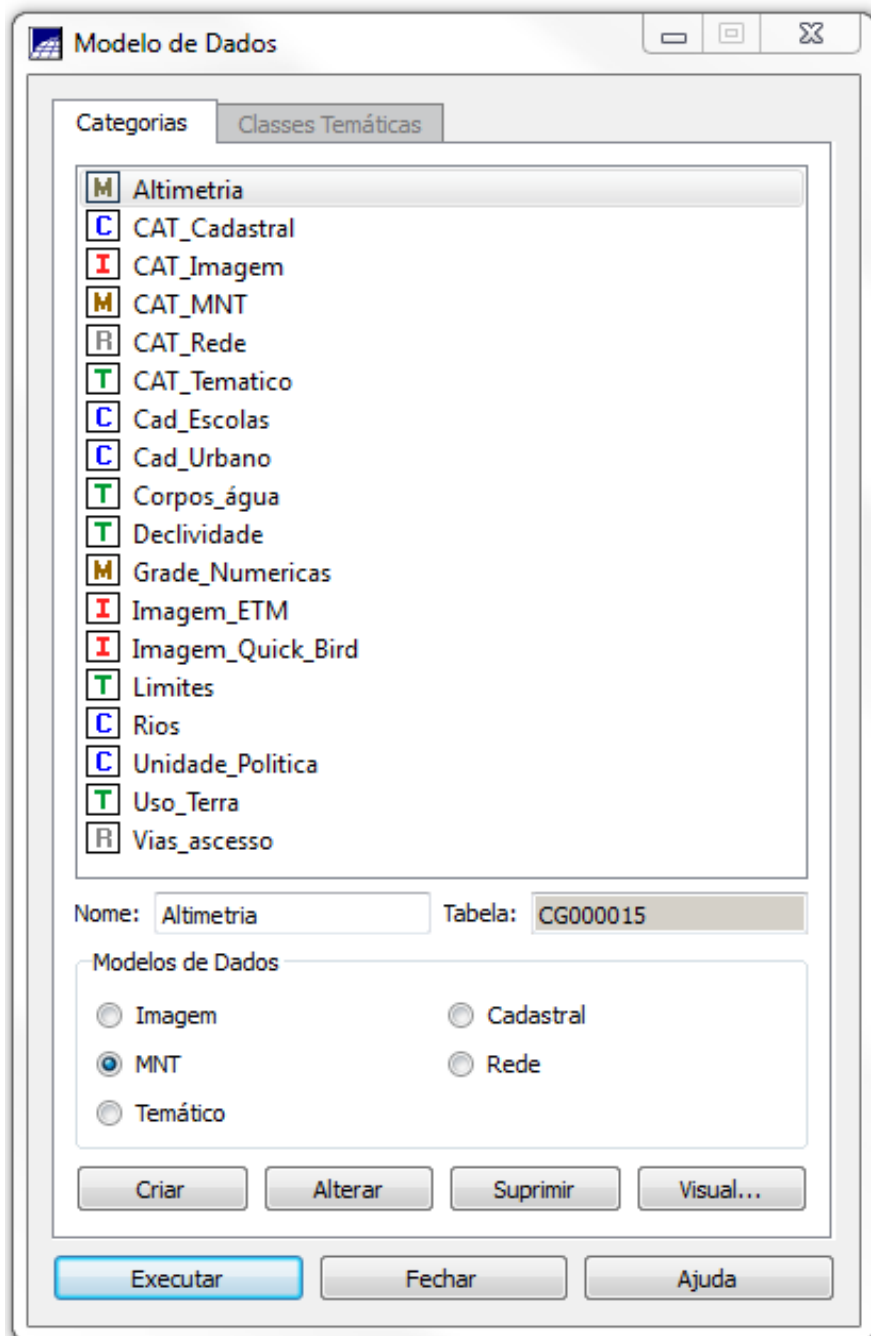 Modelo de Dados
Categorias Classes Temáticas
M Altimetria
C CAT_Cadastral
I CAT_Imagem
M CAT_MNT
R CAT_Rede
T CAT_Tematico
C Cad_Escolas
C Cad_Urbano
T Corpos_água
T Declividade
M Grade_Numericas
I Imagem_ETM
I Imagem_Quick_Bird
T Limites
C Rios
C Unidade_Politica
T Uso_Terra
R Vias_ascesso
Nome: Altimetria Tabela: CG000015
Modelos de Dados
Imagem Cadastral
MNT Rede
Temático
Criar Alterar Suprimir Visual...
Executar Fechar Ajuda